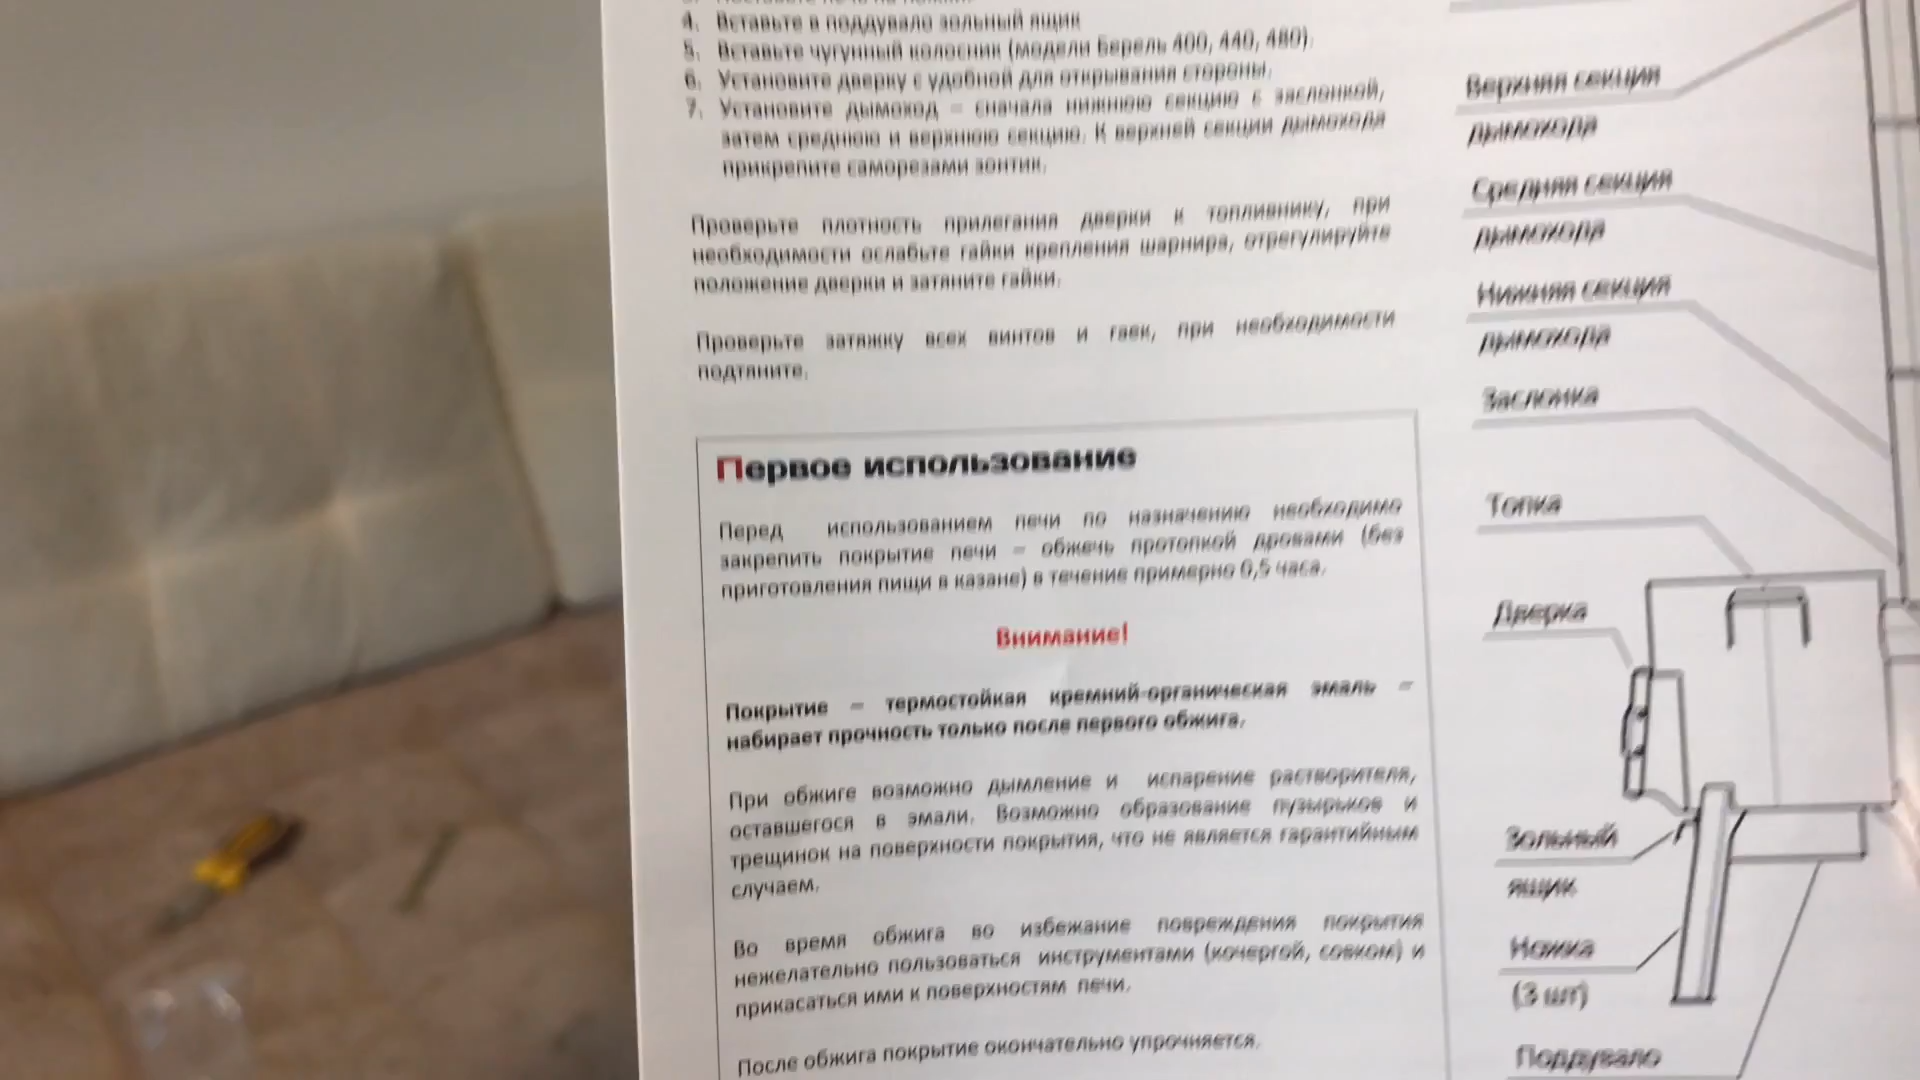 4. Вставьте в поддувало зольный ящик
5. Вставьте чугунный колосник (модели Берель 400, 440, 480).
6. Установите дверку с удобной для открывания стороны.
7. Установите дымоход – сначала нижнюю секцию с заслонкой,
затем среднюю и верхнюю секцию. К верхней секции дымохода
прикрепите саморезами зонтик.
Проверьте плотность прилегания дверки к топливнику, при
необходимости ослабьте гайки крепления шарнира, отрегулируйте
положение дверки и затяните гайки.
Проверьте затяжку всех винтов и гаек, при необходимости
подтяните.
Первое использование
Перед использованием печи по назначению необходимо
закрепить покрытие печи – обжечь протопкой дровами (без
приготовления пищи в казане) в течение примерно 0,5 часа.
Внимание!
Покрытие – термостойкая кремний-органическая эмаль –
набирает прочность только после первого обжига.
При обжиге возможно дымление и испарение растворителя,
оставшегося в эмали. Возможно образование пузырьков и
трещинок на поверхности покрытия, что не является гарантийным
случаем.
Во время обжига во избежание повреждения покрытия
нежелательно пользоваться инструментами (кочергой, совком) и
прикасаться ими к поверхностям печи.
После обжига покрытие окончательно упрочняется.
Верхняя секция
дымохода
Средняя секция
дымохода
Нижняя секция
дымохода
Заслонка
Топка
Дверка
Зольный
ящик
Ножка
(3 шт)
Поддувало